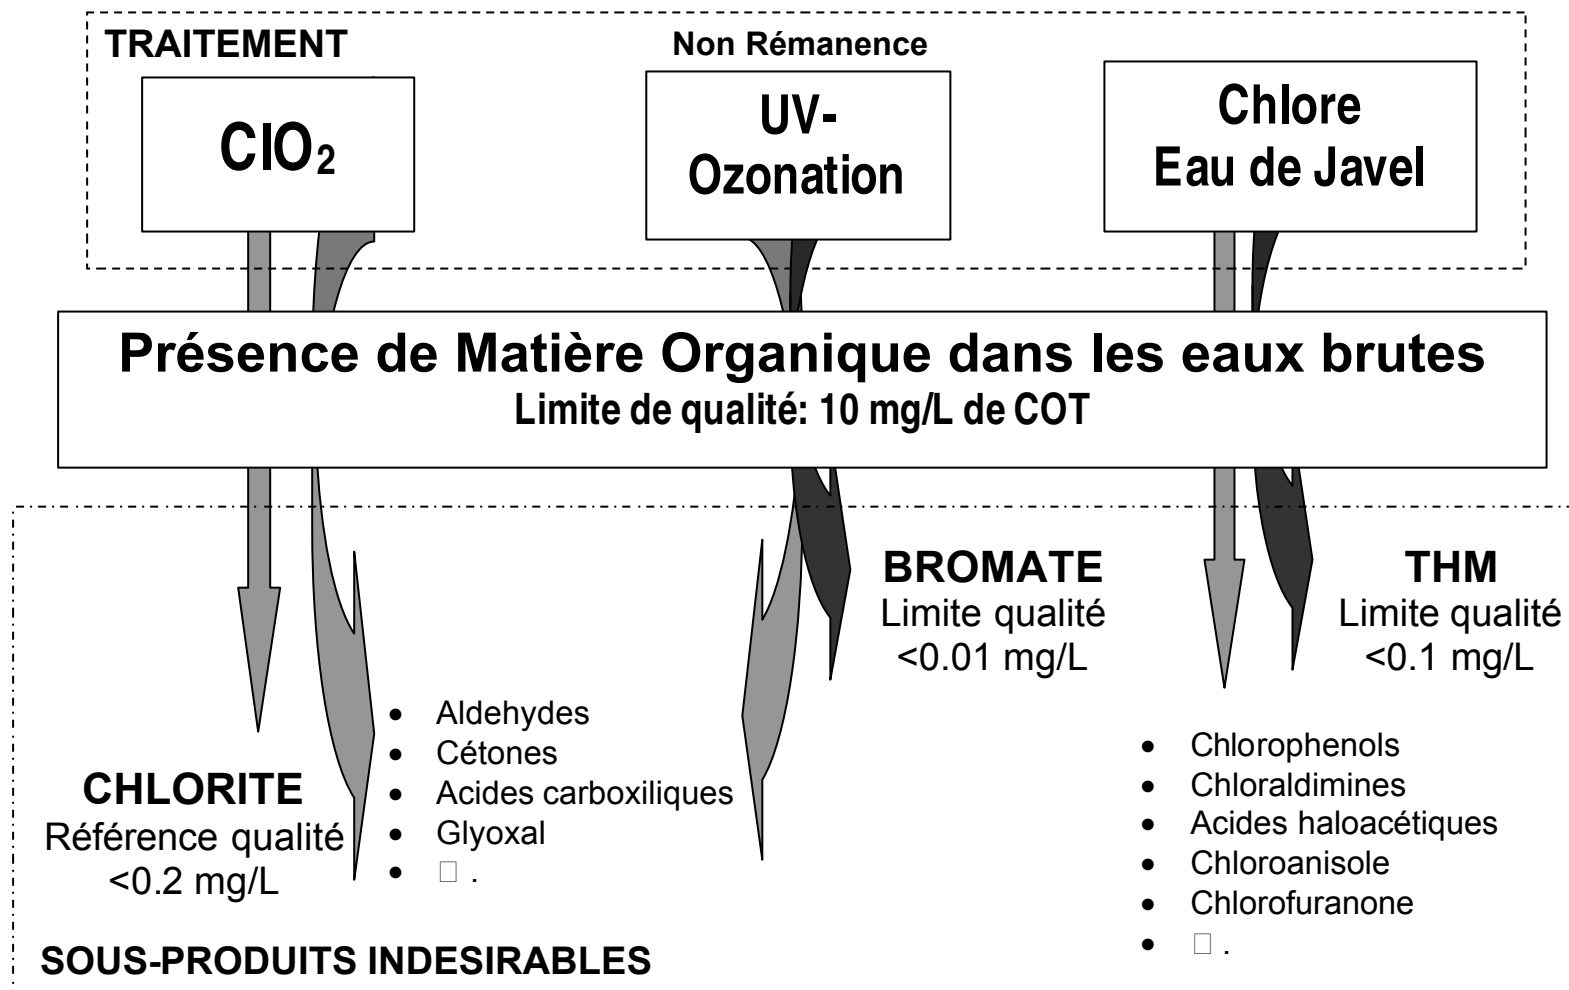 TRAITEMENT
Non Rémanence
ClO₂
UV-
Ozonation
Chlore
Eau de Javel
Présence de Matière Organique dans les eaux brutes
Limite de qualité: 10 mg/L de COT
CHLORITE
Référence qualité
<0.2 mg/L
• Aldehydes
• Cétones
• Acides carboxiliques
• Glyoxal
• □ .
BROMATE
Limite qualité
<0.01 mg/L
THM
Limite qualité
<0.1 mg/L
• Chlorophenols
• Chloraldimines
• Acides haloacétiques
• Chloroanisole
• Chlorofuranone
• □ .
SOUS-PRODUITS INDESIRABLES